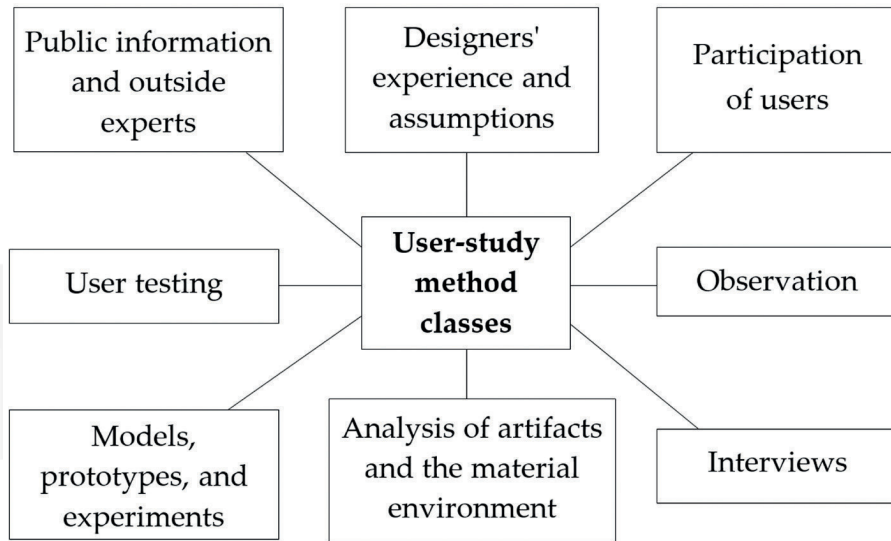 Public information
and outside
experts
Designers'
experience and
assumptions
Participation
of users
User testing
User-study
method
classes
Observation
Models,
prototypes, and
experiments
Analysis of artifacts
and the material
environment
Interviews